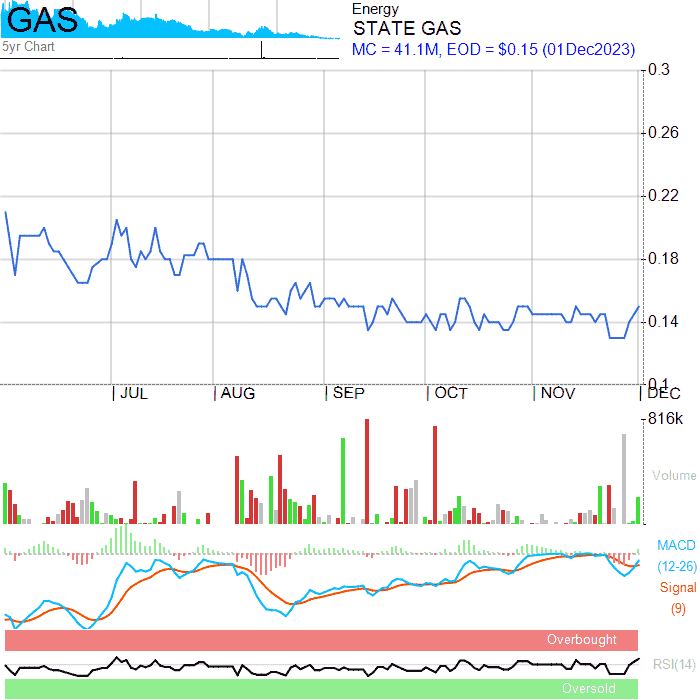 GAS
5yr Chart
Energy
STATE GAS
MC = 41.1M, EOD = $0.15 (01Dec2023)
0.3
0.26
0.22
0.18
0.14
0.1
JUL AUG SEP OCT NOV DEC
816k
Volume
MACD
(12-26)
Signal
(9)
Overbought
RSI(14)
Oversold